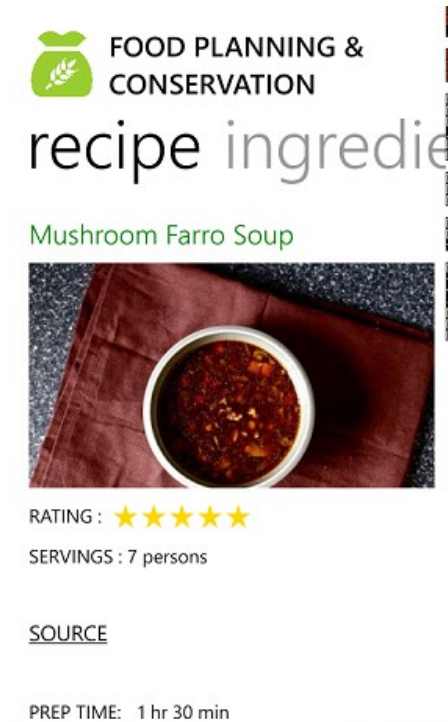 FOOD PLANNING &
CONSERVATION
recipe ingredie
Mushroom Farro Soup
RATING :
SERVINGS : 7 persons
SOURCE
PREP TIME: 1 hr 30 min